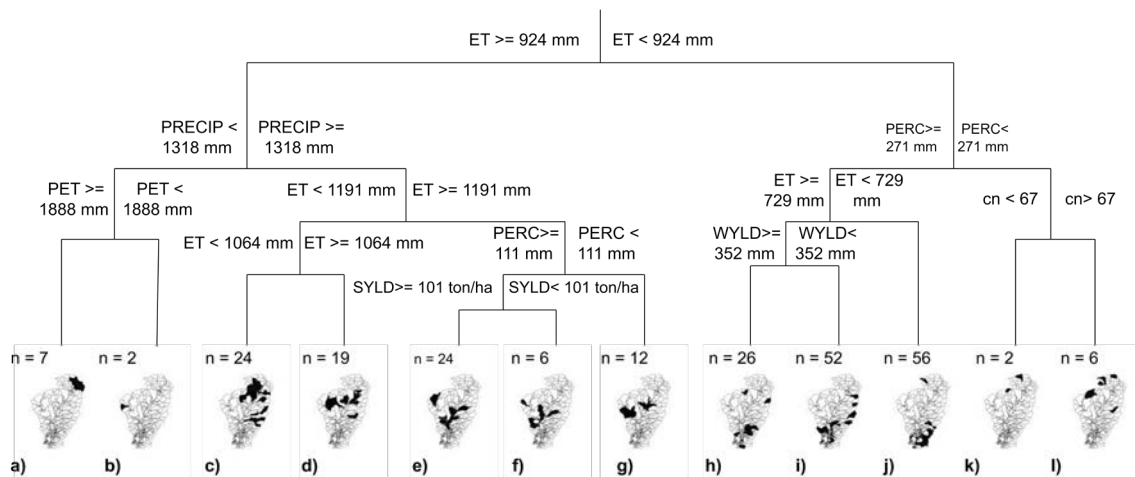 ET >= 924 mm
ET < 924 mm
PRECIP <
1318 mm
PRECIP >=
1318 mm
PERC>=
271 mm
PERC<
271 mm
PET >=
1888 mm
PET <
1888 mm
ET < 1191 mm
ET >= 1191 mm
ET >=
729 mm
ET < 729
mm
cn < 67
cn> 67
ET < 1064 mm
ET >= 1064 mm
PERC>=
111 mm
PERC <
111 mm
WYLD>=
352 mm
WYLD<
352 mm
SYLD>= 101 ton/ha
SYLD< 101 ton/ha
n = 7
n = 2
n = 24
n = 19
n = 24
n = 6
n = 12
n = 26
n = 52
n = 56
n = 2
n = 6
a)
b)
c)
d)
e)
f)
g)
h)
i)
j)
k)
l)